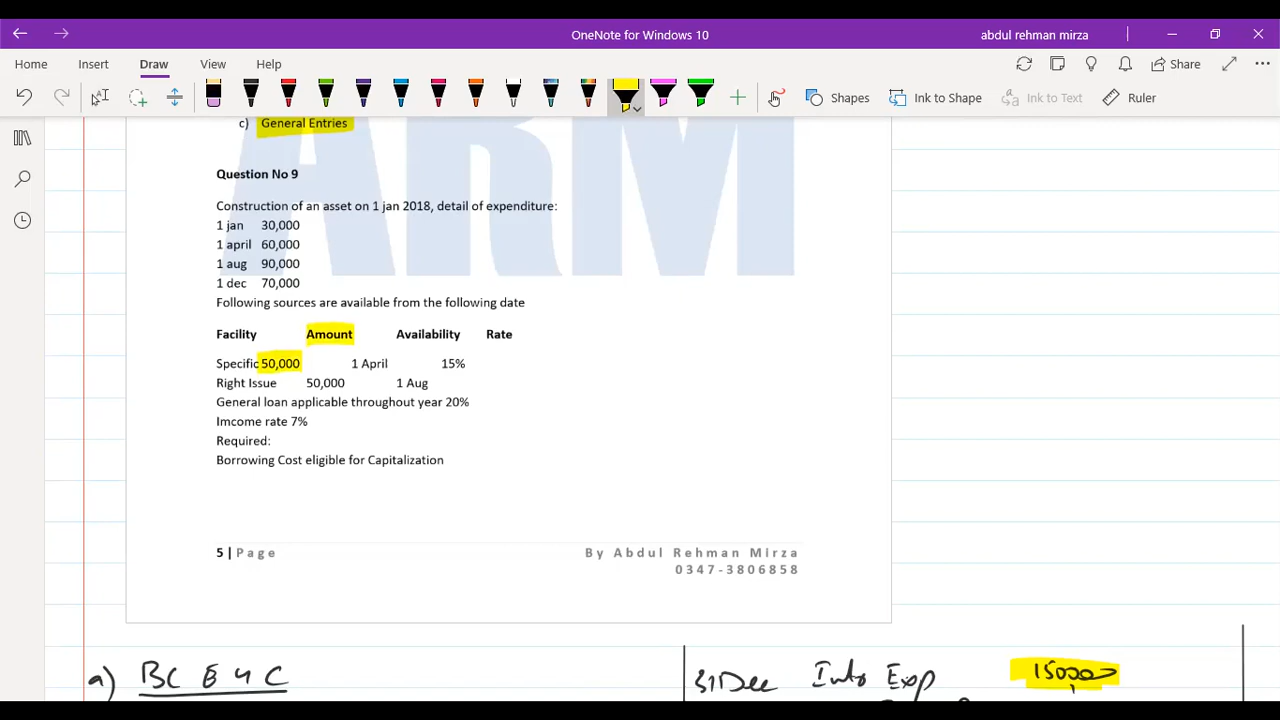 OneNote for Windows 10
abdul rehman mirza
Home Insert Draw View Help
Share
Shapes Ink to Shape Ink to Text Ruler
ARM
c) General Entries
Question No 9
Construction of an asset on 1 jan 2018, detail of expenditure:
1 jan 30,000
1 april 60,000
1 aug 90,000
1 dec 70,000
Following sources are available from the following date
Facility Amount Availability Rate
Specific 50,000 1 April 15%
Right Issue 50,000 1 Aug
General loan applicable throughout year 20%
Imcome rate 7%
Required:
Borrowing Cost eligible for Capitalization
5 | Page
By Abdul Rehman Mirza
0347-3806858
a) BC E 4 C
31 Dec Int Exp 150000